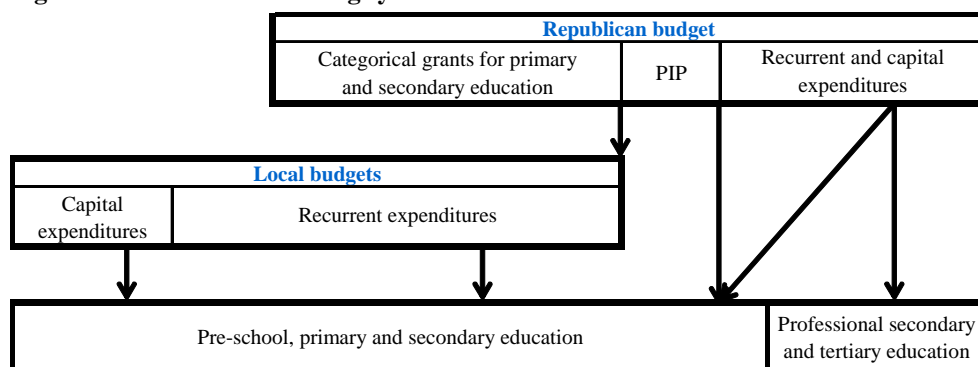 Republican budget
Categorical grants for primary
and secondary education
PIP
Recurrent and capital
expenditures
Local budgets
Capital
expenditures
Recurrent expenditures
Pre-school, primary and secondary education
Professional secondary
and tertiary education